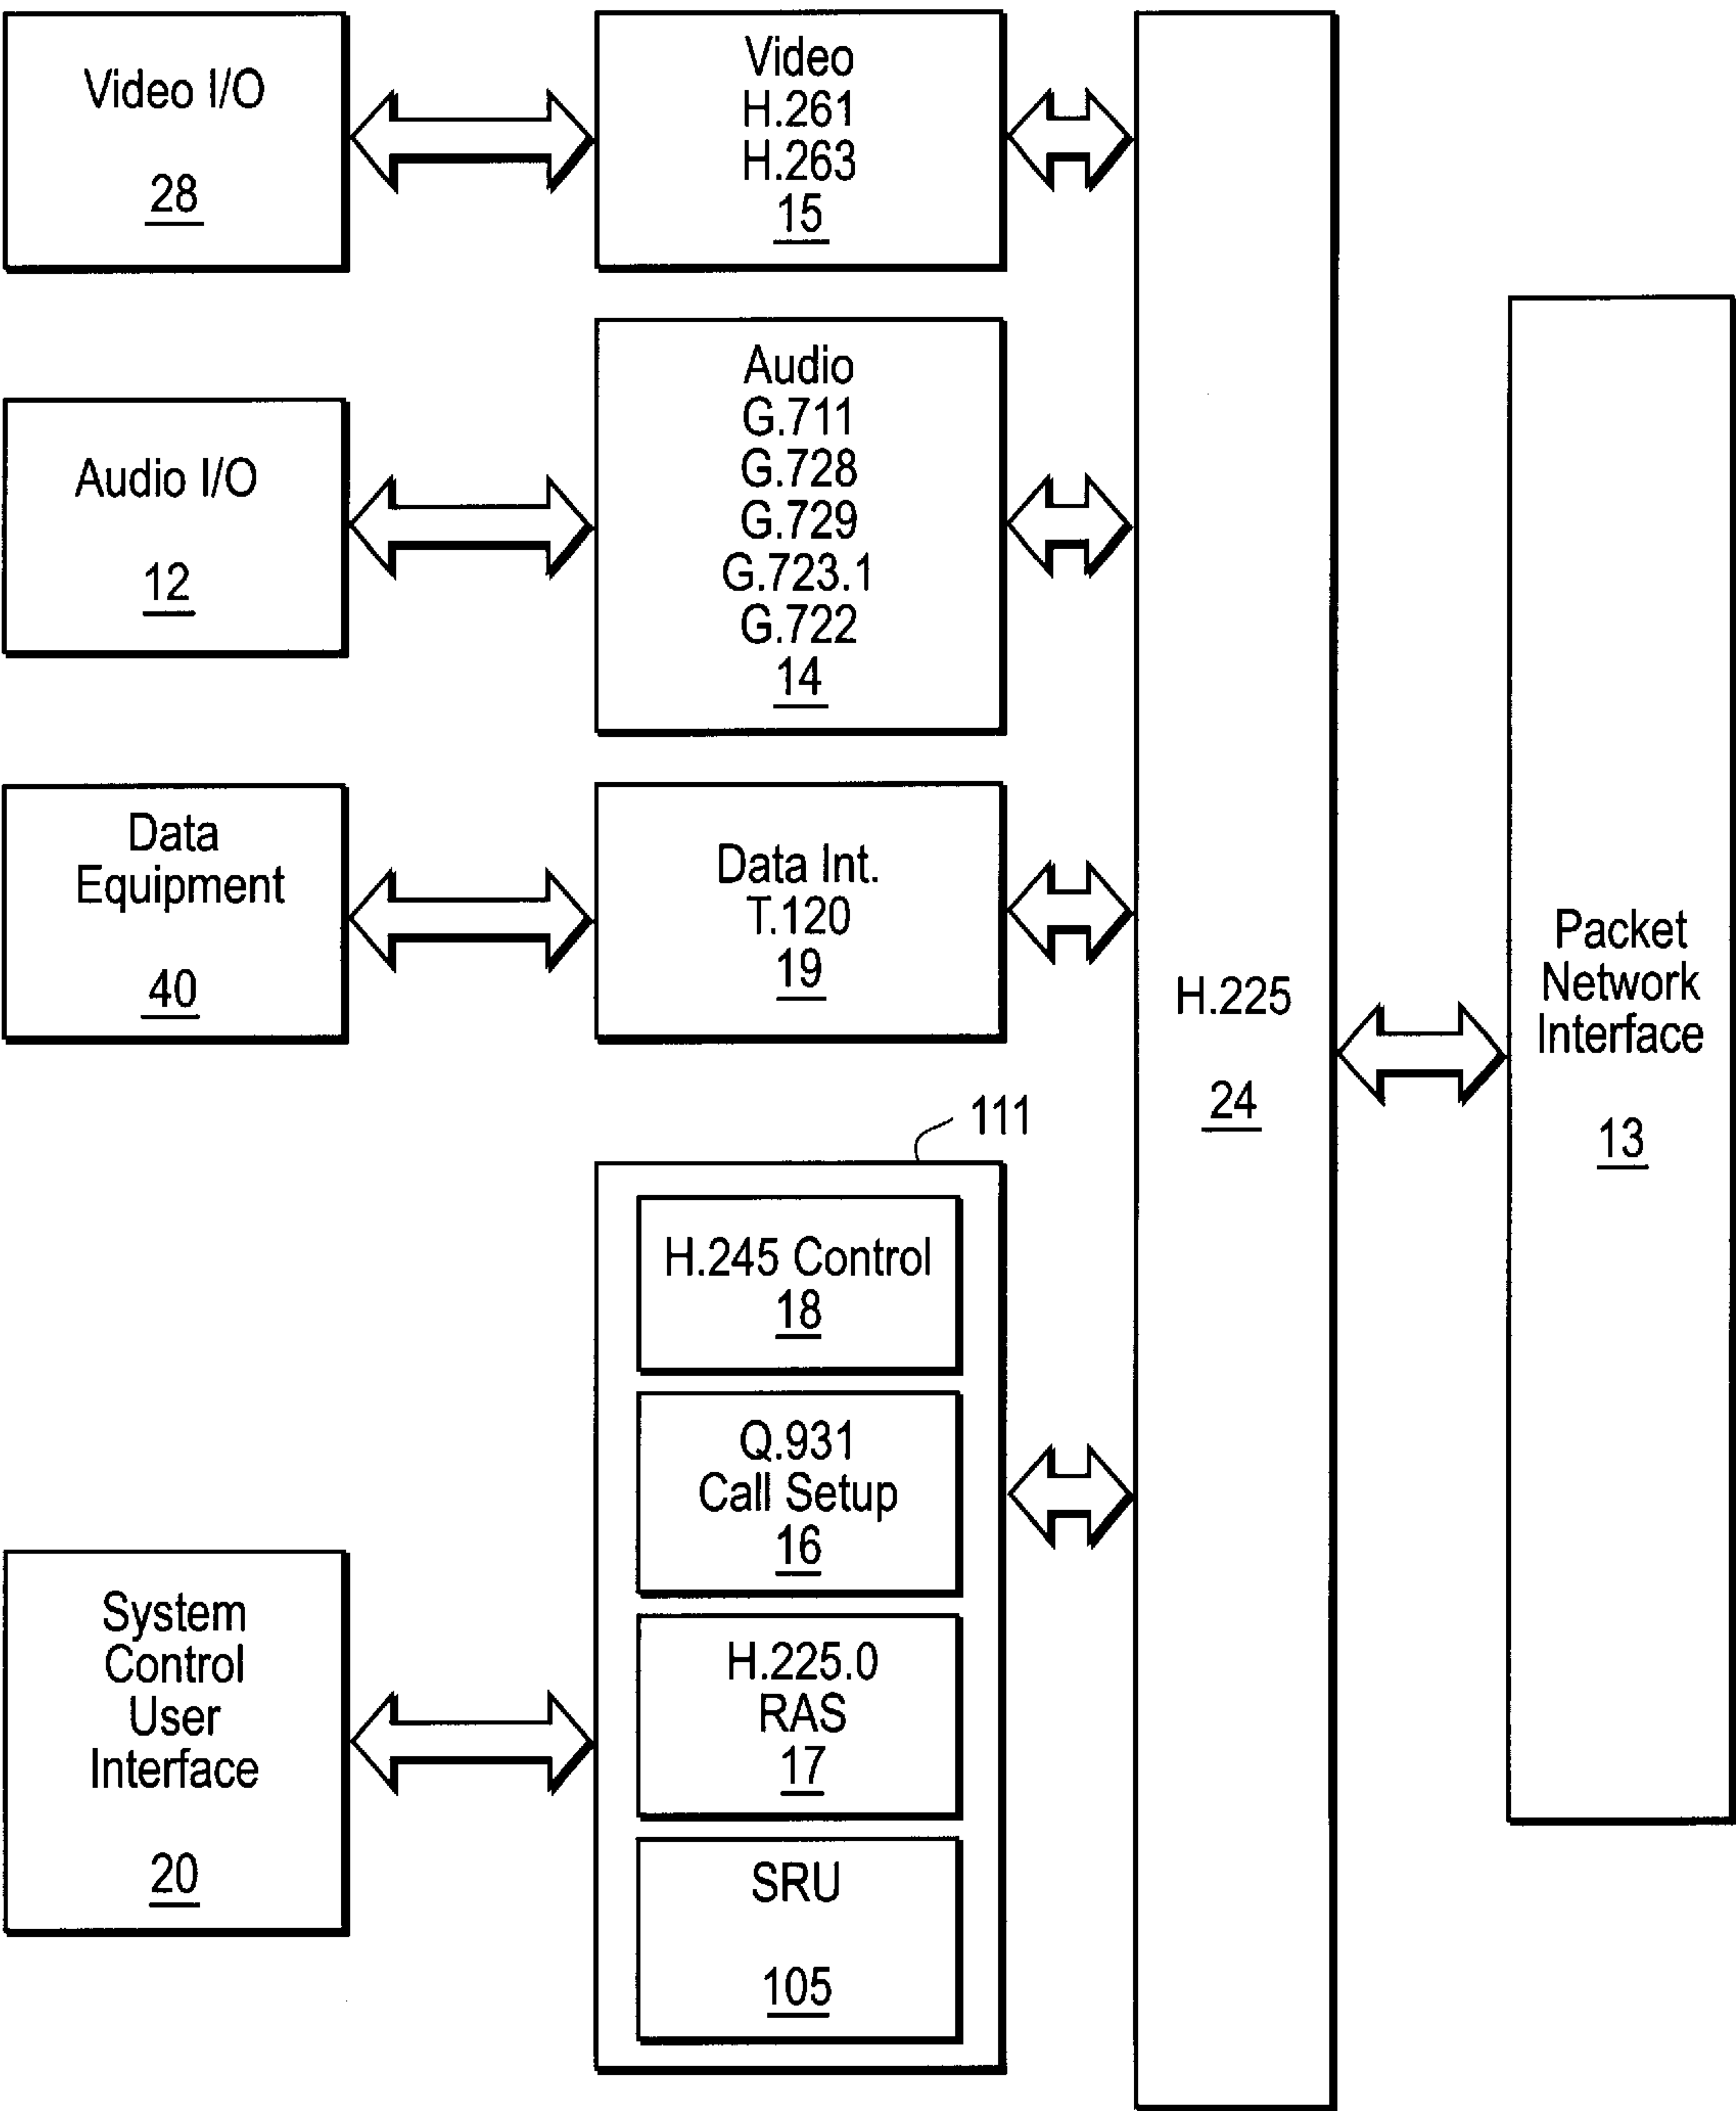 Video I/O
28
Video
H.261
H.263
15
Audio I/O
12
Audio
G.711
G.728
G.729
G.723.1
G.722
14
Data
Equipment
40
Data Int.
T.120
19
H.225
24
Packet
Network
Interface
13
111
H.245 Control
18
Q.931
Call Setup
16
H.225.0
RAS
17
SRU
105
System
Control
User
Interface
20